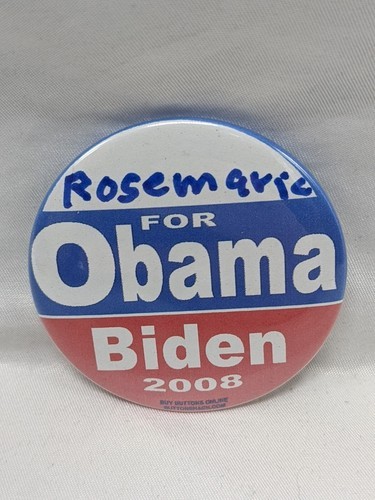 Rosemarie
FOR
Obama
Biden
2008
BUY BUTTONS ONLINE